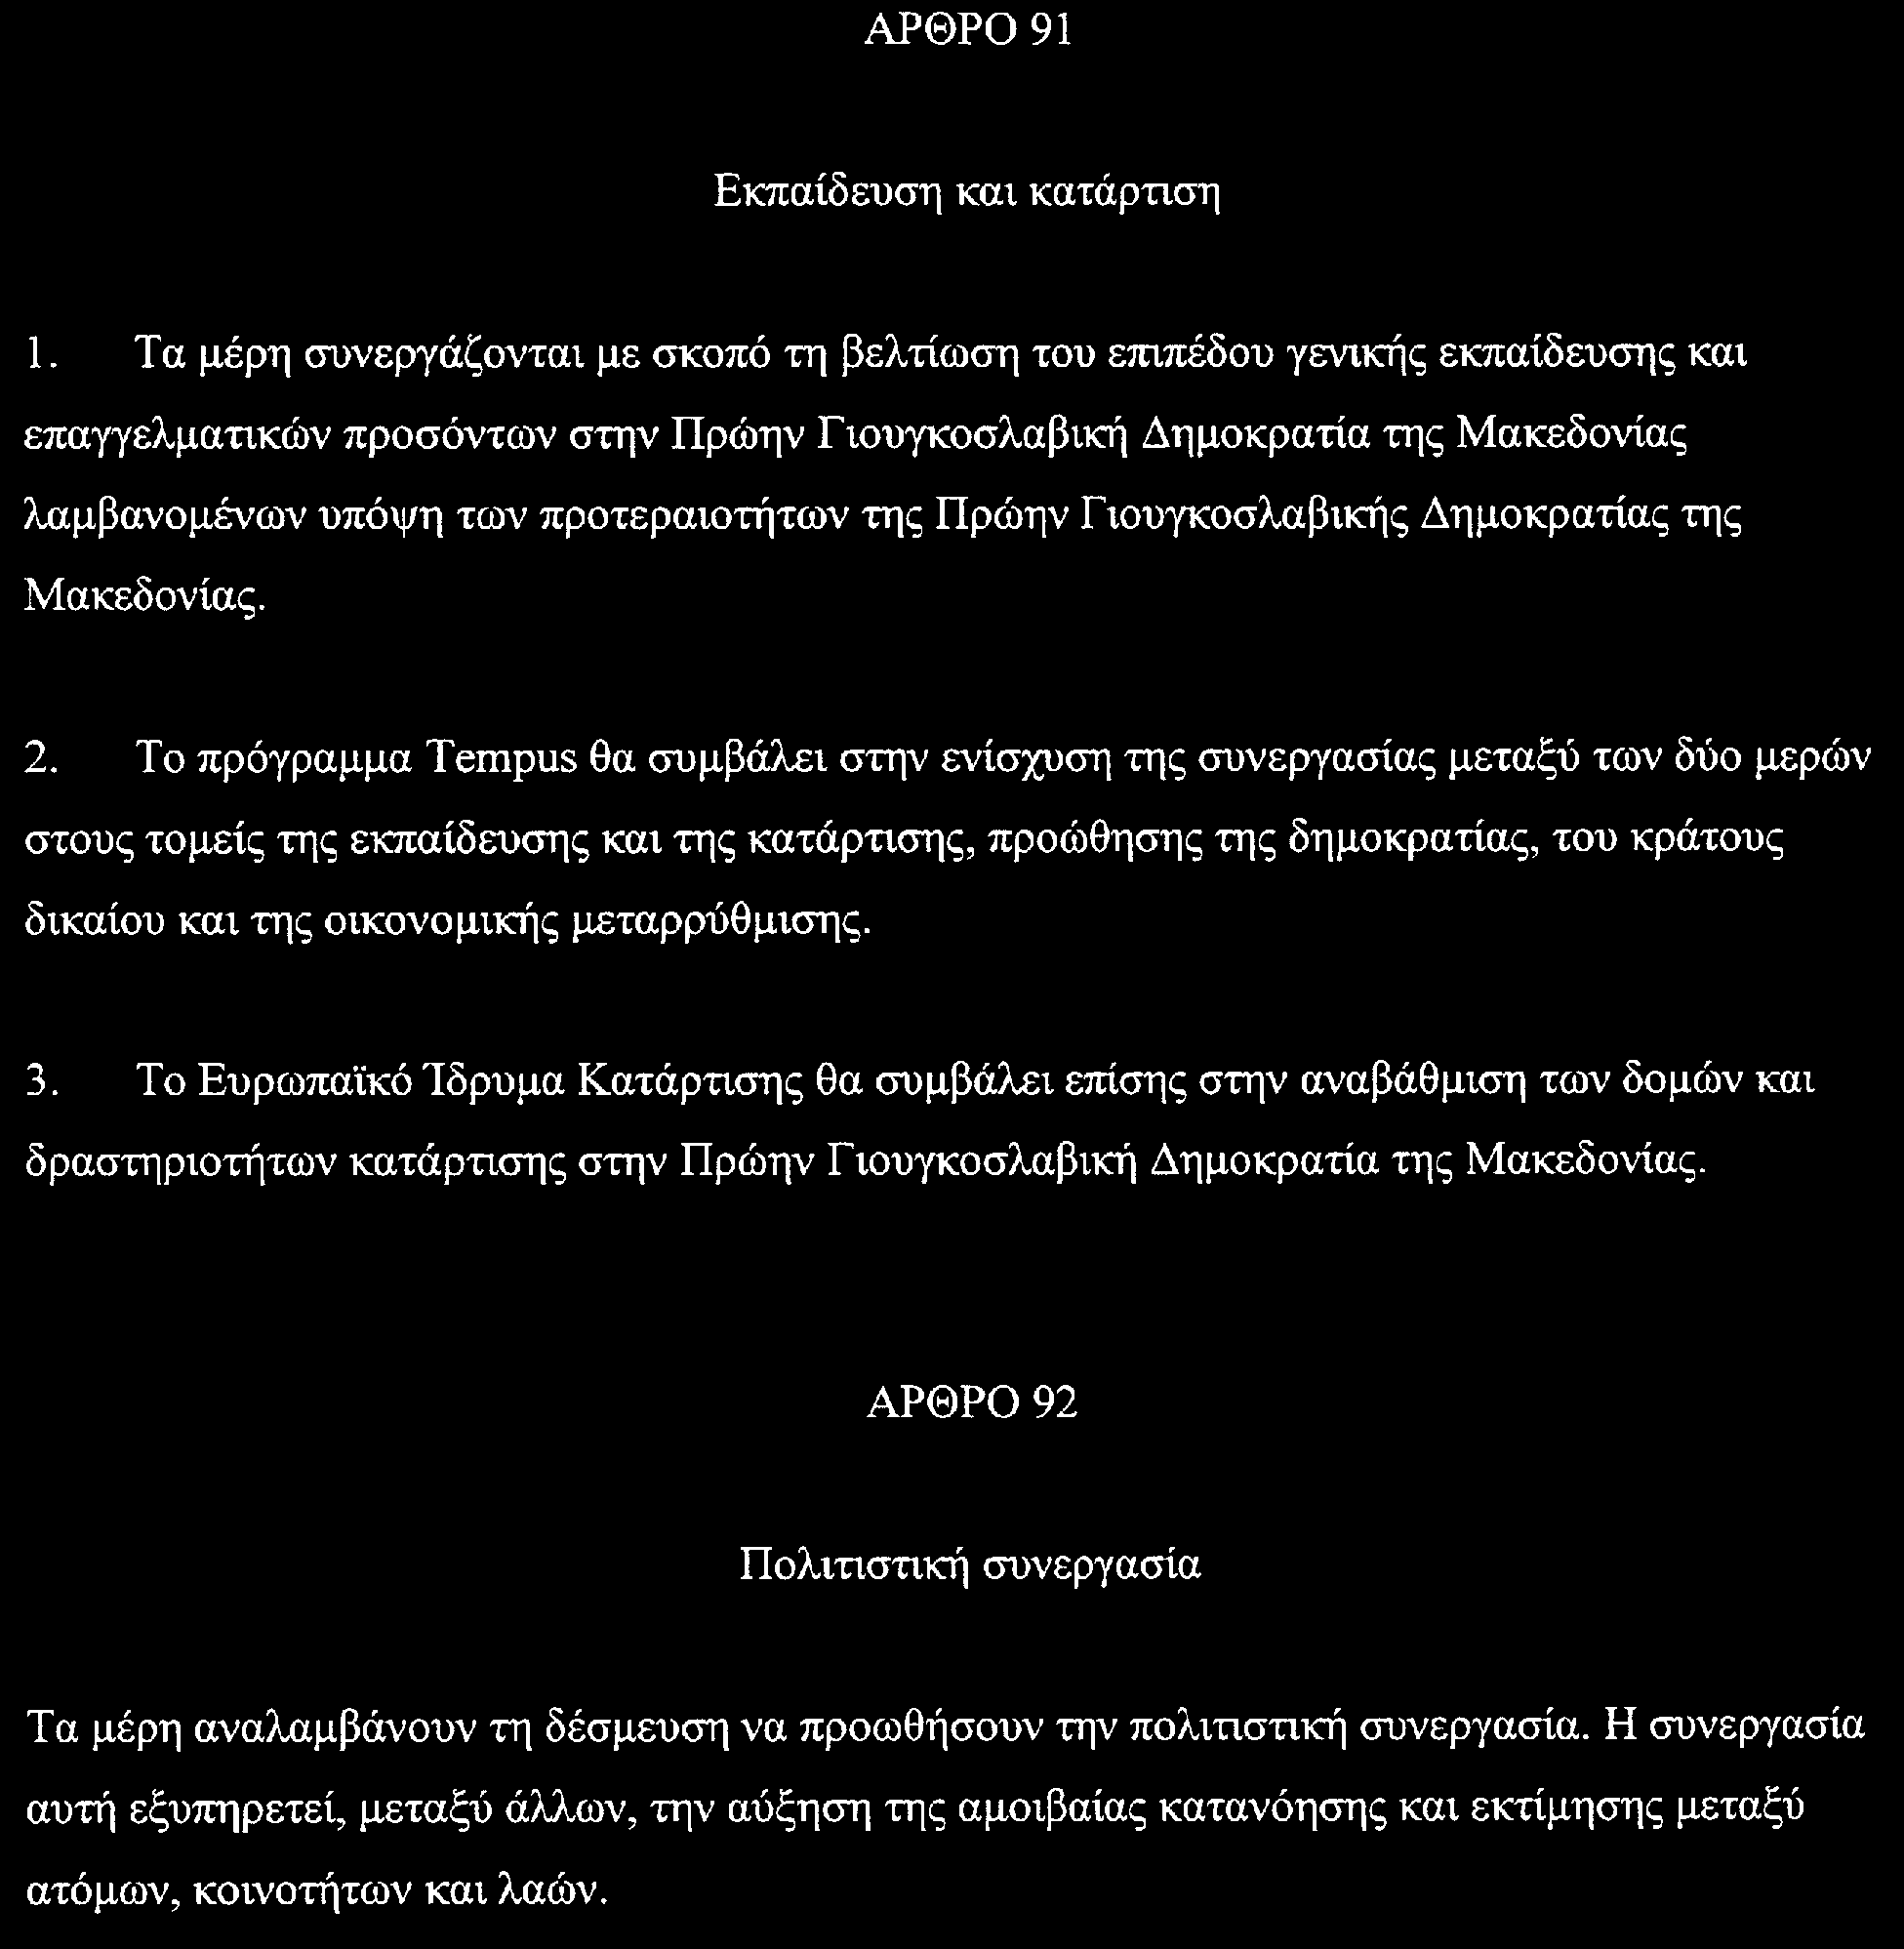 ΑΡΘΡΟ 91
Εκπαίδευση και κατάρτιση
1. Τα μέρη συνεργάζονται με σκοπό τη βελτίωση του επιπέδου γενικής εκπαίδευσης και
επαγγελματικών προσόντων στην Πρώην Γιουγκοσλαβική Δημοκρατία της Μακεδονίας
λαμβανομένων υπόψη των προτεραιοτήτων της Πρώην Γιουγκοσλαβικής Δημοκρατίας της
Μακεδονίας.
2. Το πρόγραμμα Tempus θα συμβάλει στην ενίσχυση της συνεργασίας μεταξύ των δύο μερών
στους τομείς της εκπαίδευσης και της κατάρτισης, προώθησης της δημοκρατίας, του κράτους
δικαίου και της οικονομικής μεταρρύθμισης.
3. Το Ευρωπαϊκό Ίδρυμα Κατάρτισης θα συμβάλει επίσης στην αναβάθμιση των δομών και
δραστηριοτήτων κατάρτισης στην Πρώην Γιουγκοσλαβική Δημοκρατία της Μακεδονίας.
ΑΡΘΡΟ 92
Πολιτιστική συνεργασία
Τα μέρη αναλαμβάνουν τη δέσμευση να προωθήσουν την πολιτιστική συνεργασία. Η συνεργασία
αυτή εξυπηρετεί, μεταξύ άλλων, την αύξηση της αμοιβαίας κατανόησης και εκτίμησης μεταξύ
ατόμων, κοινοτήτων και λαών.